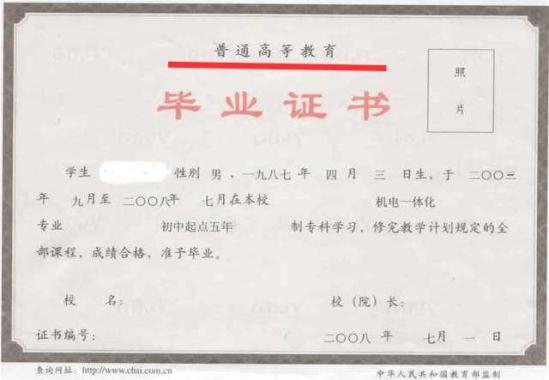 普通高等教育
毕业证书
照
片
学生 性别 男 、一九八七 年 四 月 三 日生，于 二〇〇三
年 九月至 二〇〇八年 七月在本校 机电一体化
专业 初中起点五年 制专科学习，修完教学计划规定的全
部课程，成绩合格，准予毕业。
校 名： 校（院）长：
证书编号： 二〇〇八 年 七月 一 日
查询网址：http://www.chsi.com.cn 中华人民共和国教育部监制